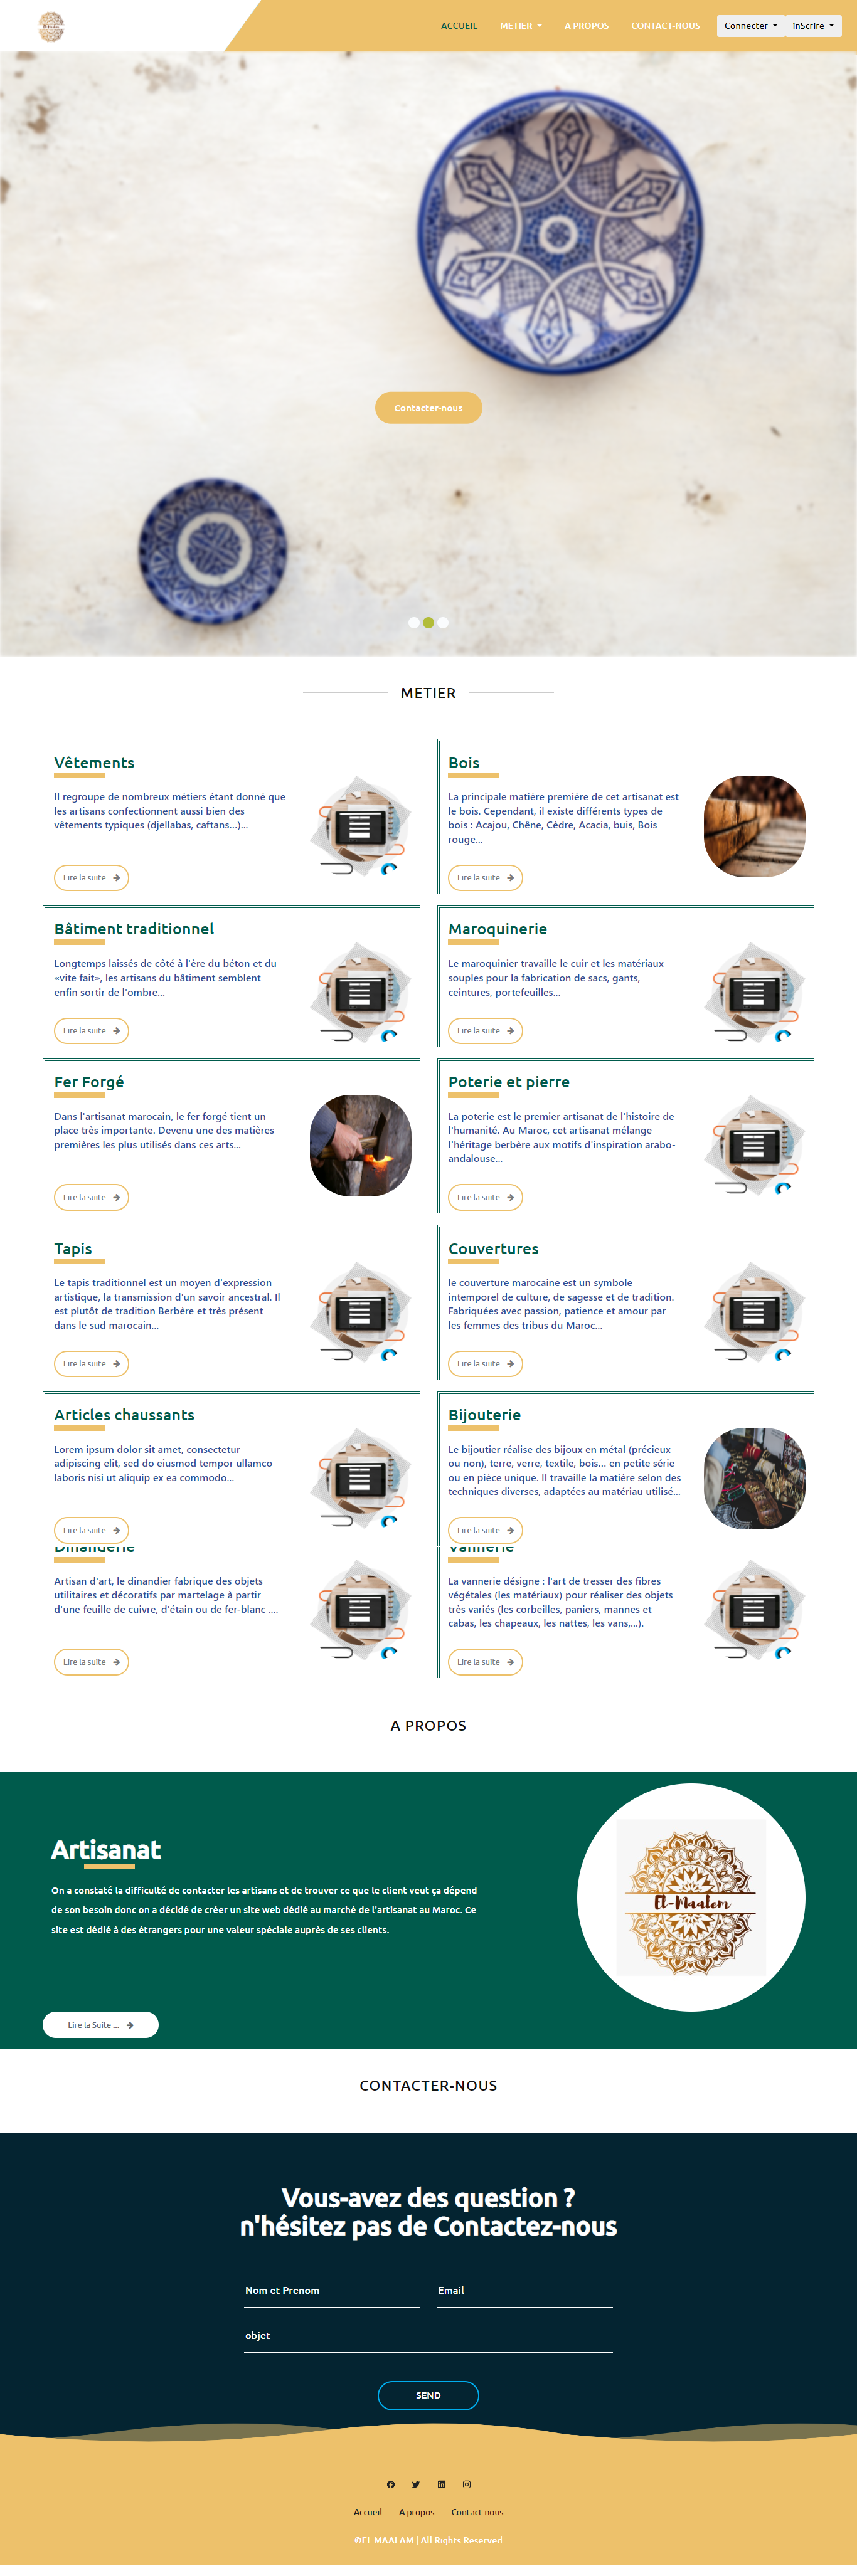 ACCUEIL METIER A PROPOS CONTACT-NOUS Connecter inScrire
Contacter-nous
METIER
Vêtements
Il regroupe de nombreux métiers étant donné que
les artisans confectionnent aussi bien des
vêtements typiques (djellabas, caftans...)...
Lire la suite
Bois
La principale matière première de cet artisanat est
le bois. Cependant, il existe différents types de
bois : Acajou, Chêne, Cèdre, Acacia, buis, Bois
rouge...
Lire la suite
Bâtiment traditionnel
Longtemps laissés de côté à l'ère du béton et du
«vite fait», les artisans du bâtiment semblent
enfin sortir de l'ombre...
Lire la suite
Maroquinerie
Le maroquinier travaille le cuir et les matériaux
souples pour la fabrication de sacs, gants,
ceintures, portefeuilles...
Lire la suite
Fer Forgé
Dans l'artisanat marocain, le fer forgé tient un
place très importante. Devenu une des matières
premières les plus utilisés dans ces arts...
Lire la suite
Poterie et pierre
La poterie est le premier artisanat de l'histoire de
l'humanité. Au Maroc, cet artisanat mélange
l'héritage berbère aux motifs d'inspiration arabo-
andalouse...
Lire la suite
Tapis
Le tapis traditionnel est un moyen d'expression
artistique, la transmission d'un savoir ancestral. Il
est plutôt de tradition Berbère et très présent
dans le sud marocain...
Lire la suite
Couvertures
le couverture marocaine est un symbole
intemporel de culture, de sagesse et de tradition.
Fabriquées avec passion, patience et amour par
les femmes des tribus du Maroc...
Lire la suite
Articles chaussants
Lorem ipsum dolor sit amet, consectetur
adipiscing elit, sed do eiusmod tempor ullamco
laboris nisi ut aliquip ex ea commodo...
Lire la suite
Bijouterie
Le bijoutier réalise des bijoux en métal (précieux
ou non), terre, verre, textile, bois... en petite série
ou en pièce unique. Il travaille la matière selon des
techniques diverses, adaptées au matériau utilisé...
Lire la suite
Dinanderie
Artisan d'art, le dinandier fabrique des objets
utilitaires et décoratifs par martelage à partir
d'une feuille de cuivre, d'étain ou de fer-blanc ....
Lire la suite
Vannerie
La vannerie désigne : l'art de tresser des fibres
végétales (les matériaux) pour réaliser des objets
très variés (les corbeilles, paniers, mannes et
cabas, les chapeaux, les nattes, les vans,...).
Lire la suite
A PROPOS
Artisanat
On a constaté la difficulté de contacter les artisans et de trouver ce que le client veut ça dépend
de son besoin donc on a décidé de créer un site web dédié au marché de l'artisanat au Maroc. Ce
site est dédié à des étrangers pour une valeur spéciale auprès de ses clients.
Lire la Suite ...
El-Maalem
CONTACTER-NOUS
Vous-avez des question ?
n'hésitez pas de Contactez-nous
Nom et Prenom Email
objet
SEND
Accueil A propos Contact-nous
©EL MAALAM | All Rights Reserved